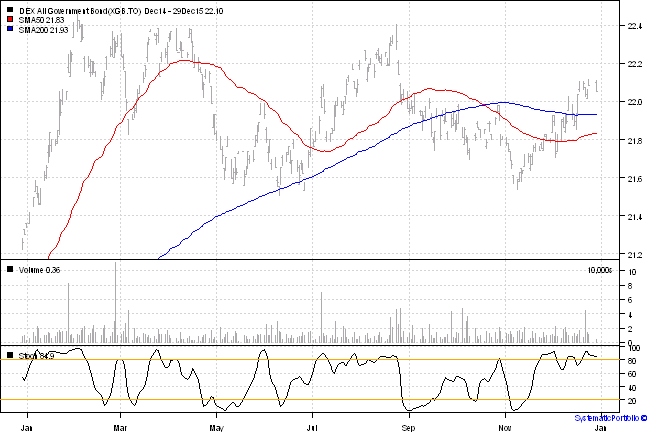 DEX All Government Bond(XGB.TO) Dec14 - 29Dec15 22.10
SMA50 21.83
SMA200 21.93
22.4
22.2
22.0
21.8
21.6
21.4
21.2
Volume 0.36
10,000s
10
8
6
4
2
0
Stoch 84.9
100
80
60
40
20
Jan Mar May Jul Sep Nov Jan
SystematicPortfolio ©